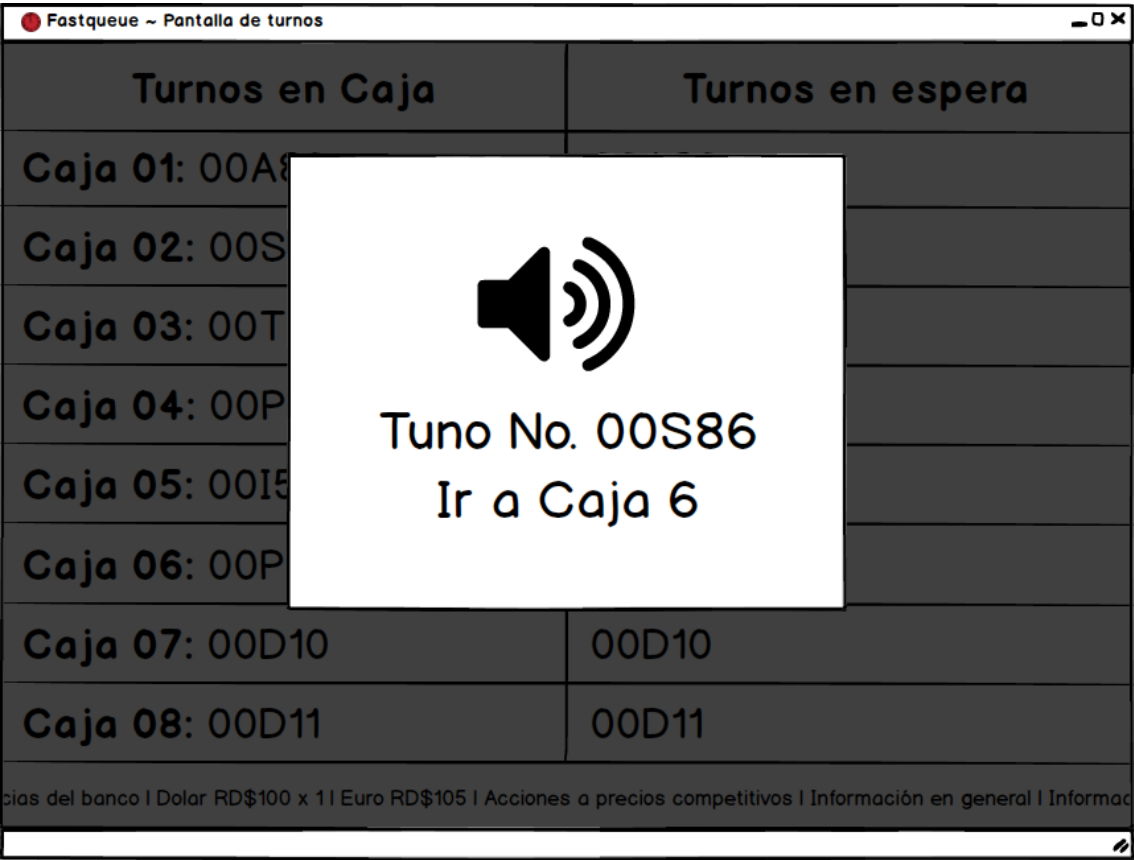 Fastqueue ~ Pantalla de turnos
Turnos en Caja
Turnos en espera
Caja 01: 00A
Caja 02: 00S
Caja 03: 00T
Caja 04: 00P
Caja 05: 00I5
Caja 06: 00P
Caja 07: 00D10
00D10
Caja 08: 00D11
00D11
Tuno No. 00S86
Ir a Caja 6
cias del banco | Dolar RD$100 x 1 | Euro RD$105 | Acciones a precios competitivos | Información en general | Informac